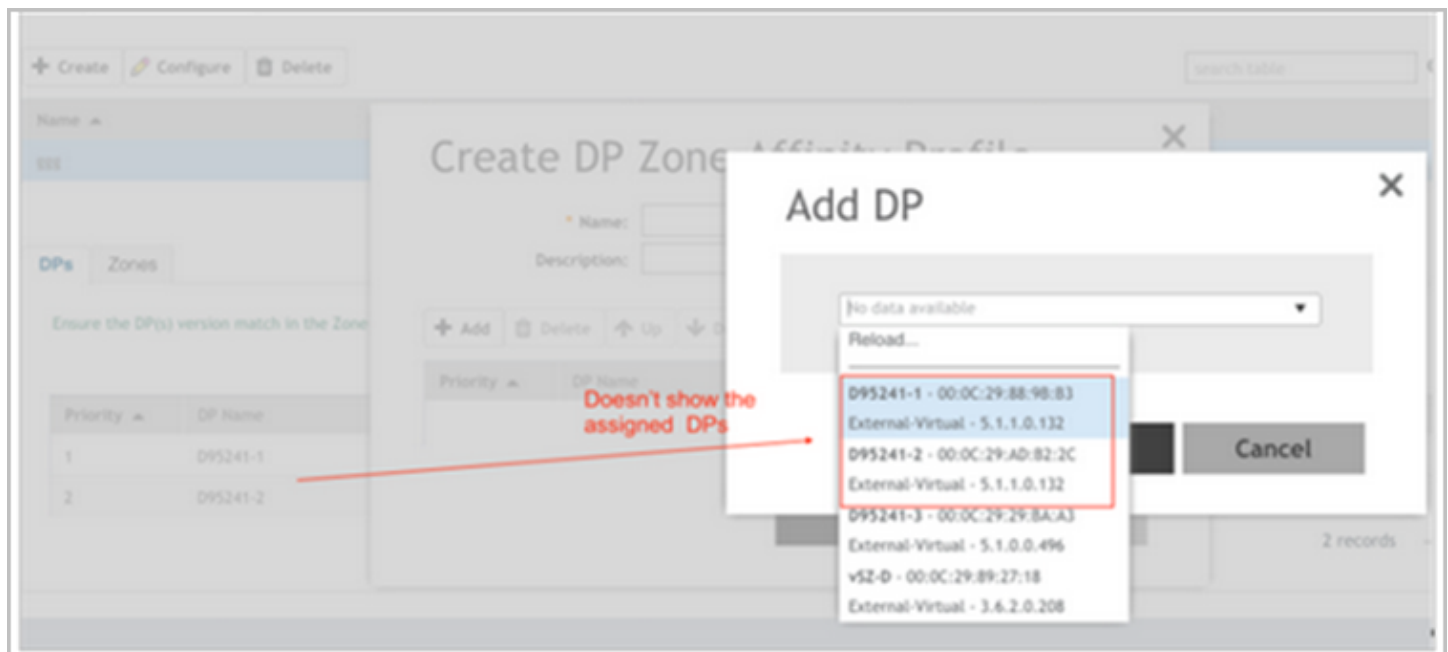 Create Configure Delete
search table
Name
Create DP Zone Affinity Profile
* Name:
Description:
DPs Zones
Ensure the DP(s) version match in the Zone
Add Delete Up
Priority DP Name
Priority DP Name
1 D95241-1
2 D95241-2
Doesn't show the
assigned DPs
Add DP
No data available
Reload...
D95241-1 - 00:0C:29:88:9B:B3
External-Virtual - 5.1.1.0.132
D95241-2 - 00:0C:29:AD:B2:2C
External-Virtual - 5.1.1.0.132
D95241-3 - 00:0C:29:29:BA:A3
External-Virtual - 5.1.0.0.496
vSZ-D - 00:0C:29:89:27:18
External-Virtual - 3.6.2.0.208
Cancel
2 records